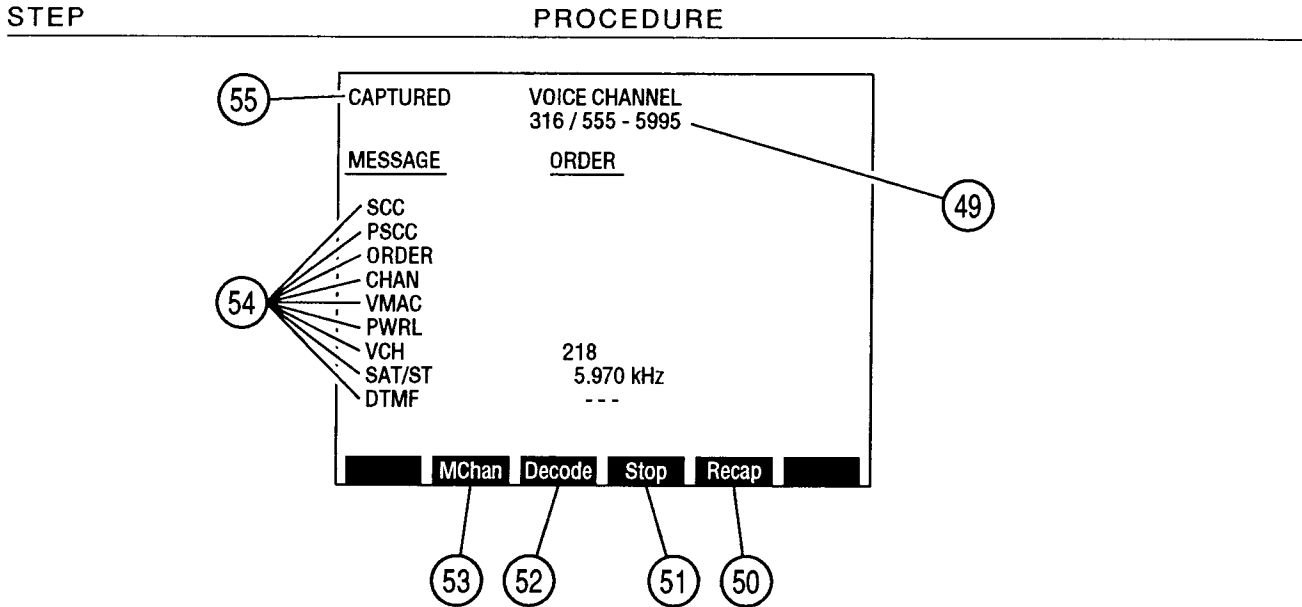 STEP PROCEDURE
55 CAPTURED VOICE CHANNEL
316 / 555 - 5995
MESSAGE ORDER
49
SCC
PSCC
ORDER
CHAN
54 VMAC
PWRL
VCH 218
SAT/ST 5.970 kHz
DTMF - - -
MChan Decode Stop Recap
53 52 51 50